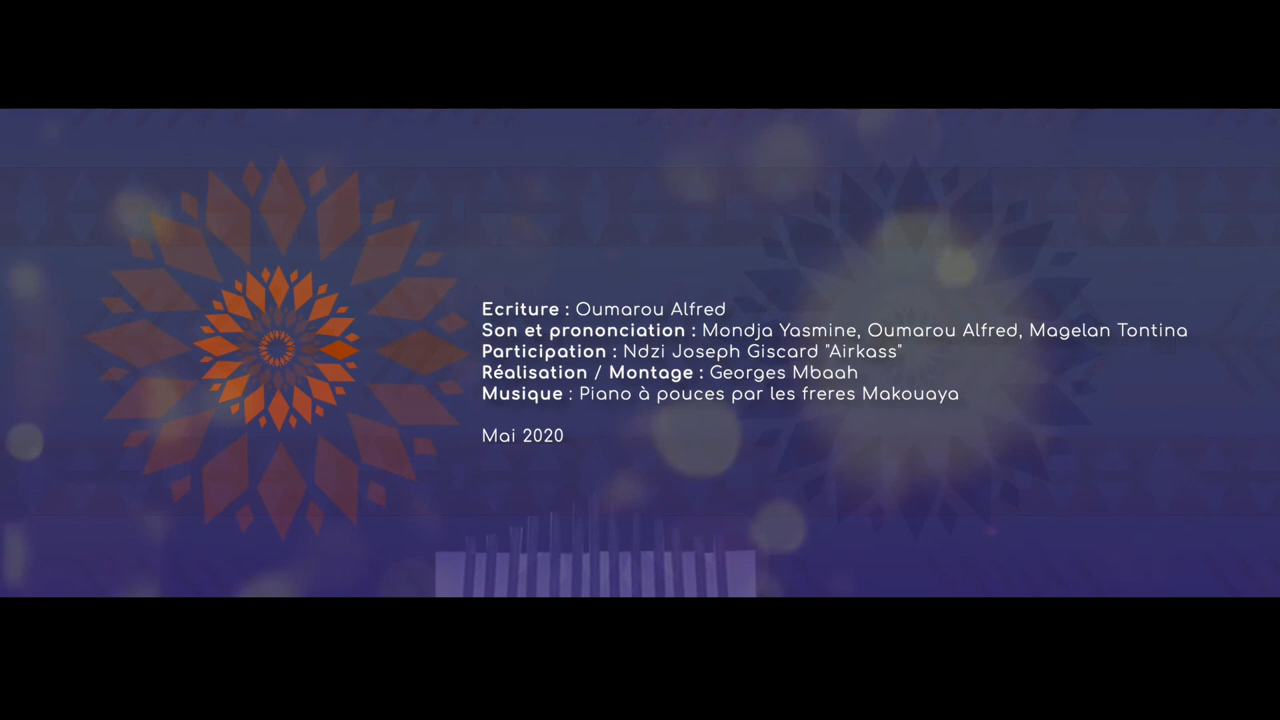 Ecriture : Oumarou Alfred
Son et prononciation : Mondja Yasmine, Oumarou Alfred, Magelan Tontina
Participation : Ndzi Joseph Giscard "Airkass"
Réalisation / Montage : Georges Mbaah
Musique : Piano à pouces par les freres Makouaya
Mai 2020